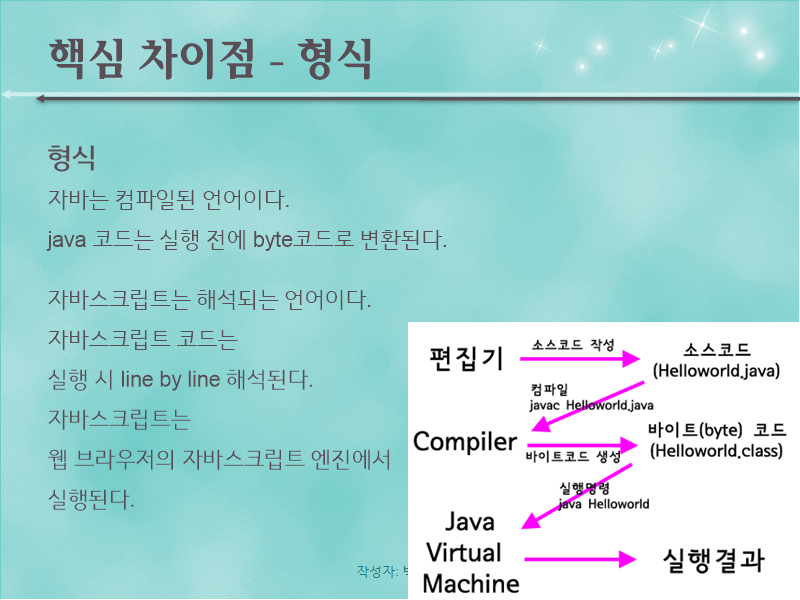 핵심 차이점 - 형식
형식
자바는 컴파일된 언어이다.
java 코드는 실행 전에 byte코드로 변환된다.
자바스크립트는 해석되는 언어이다.
자바스크립트 코드는
실행 시 line by line 해석된다.
자바스크립트는
웹 브라우저의 자바스크립트 엔진에서
실행된다.
작성자:
편집기
소스코드 작성
소스코드
(Helloworld.java)
컴파일
javac Helloworld.java
Compiler
바이트코드 생성
바이트(byte) 코드
(Helloworld.class)
실행명령
java Helloworld
Java
Virtual
Machine
실행결과